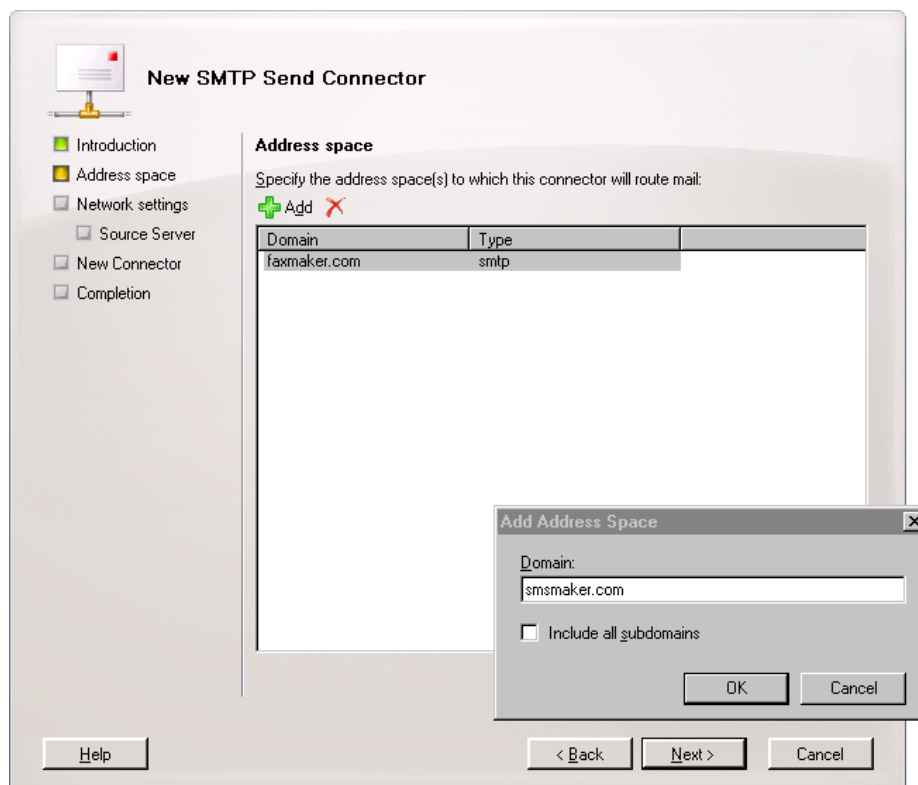 New SMTP Send Connector
Introduction
Address space
Network settings
Source Server
New Connector
Completion
Address space
Specify the address space(s) to which this connector will route mail:
Add
Domain Type
faxmaker.com smtp
Add Address Space
Domain:
smsmaker.com
Include all subdomains
OK Cancel
Help < Back Next > Cancel